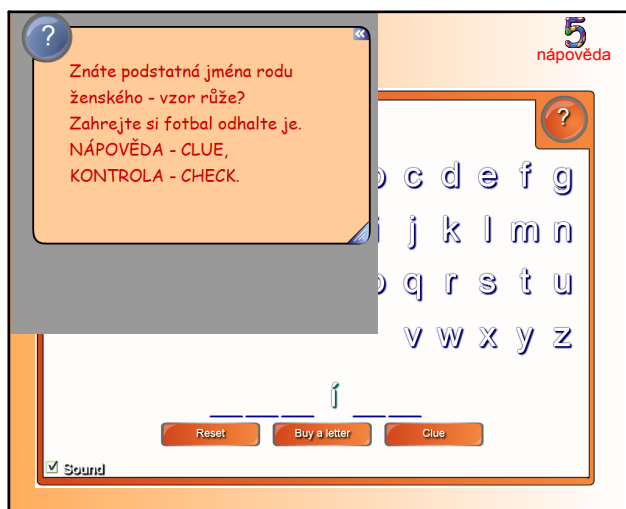 ?
Znáte podstatná jména rodu
ženského - vzor růže?
Zahrejte si fotbal odhalte je.
NÁPOVĚDA - CLUE,
KONTROLA - CHECK.
5
nápověda
?
c d e f g
j k l m n
q r s t u
v w x y z
_ _ _ í _ _
Reset Buy a letter Clue
Sound